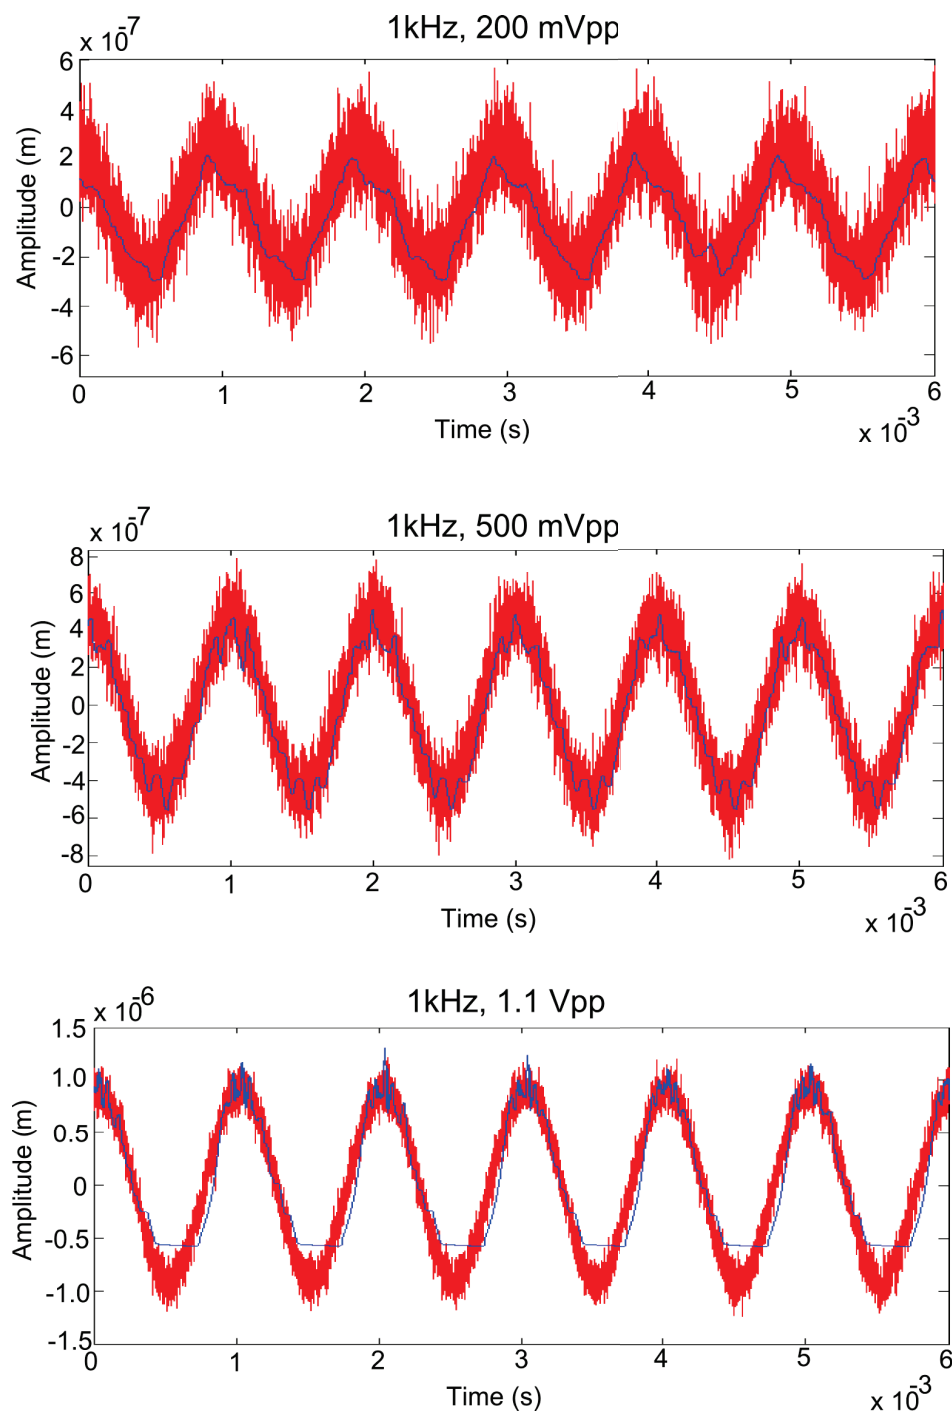 1kHz, 200 mVpp
x 10-7
6
4
2
0
-2
-4
-6
Amplitude (m)
0 1 2 3 4 5 6
Time (s)
x 10-3
1kHz, 500 mVpp
x 10-7
8
6
4
2
0
-2
-4
-6
-8
Amplitude (m)
0 1 2 3 4 5 6
Time (s)
x 10-3
1kHz, 1.1 Vpp
x 10-6
1.5
1.0
0.5
0
-0.5
-1.0
-1.5
Amplitude (m)
0 1 2 3 4 5 6
Time (s)
x 10-3